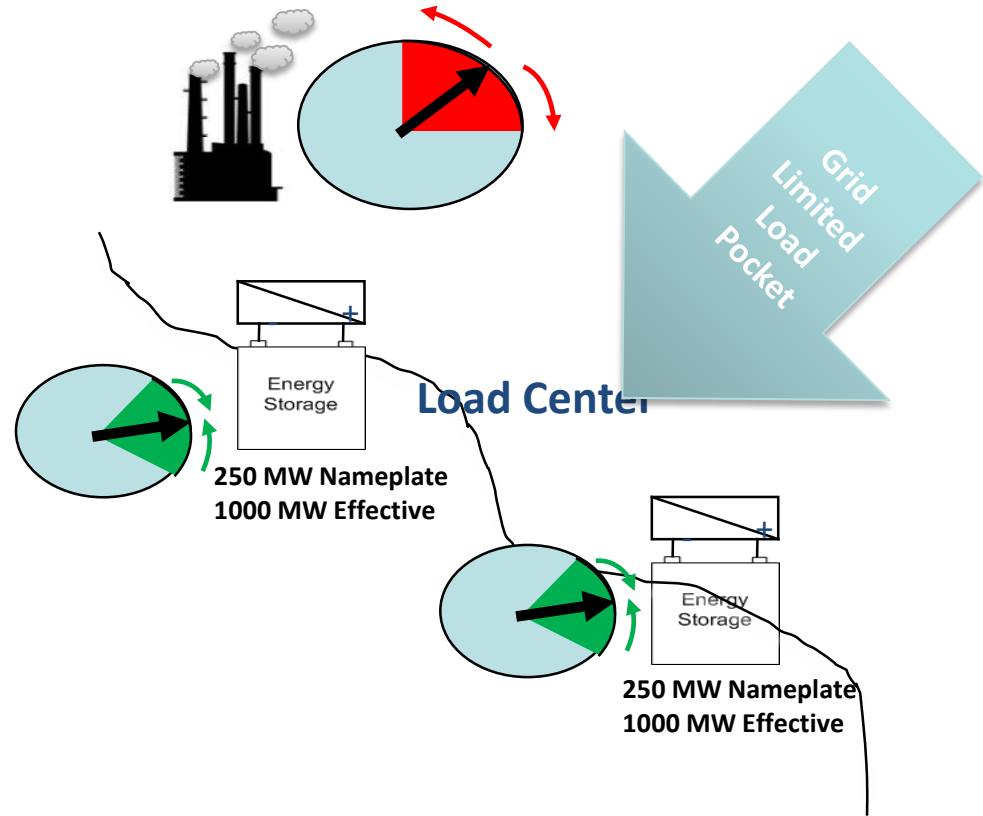 Grid
Limited
Load
Pocket
- +
Energy
Storage
Load Center
250 MW Nameplate
1000 MW Effective
- +
Energy
Storage
250 MW Nameplate
1000 MW Effective